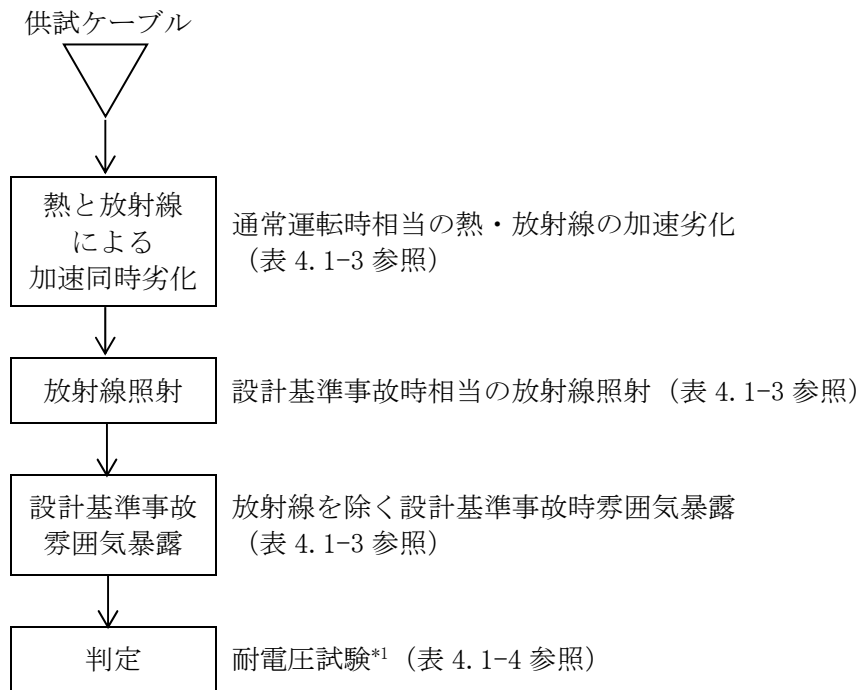 供試ケーブル
熱と放射線
による
加速同時劣化
通常運転時相当の熱・放射線の加速劣化
（表 4.1-3 参照）
放射線照射
設計基準事故時相当の放射線照射（表 4.1-3 参照）
設計基準事故
雰囲気暴露
放射線を除く設計基準事故時雰囲気暴露
（表 4.1-3 参照）
判定
耐電圧試験*1（表 4.1-4 参照）